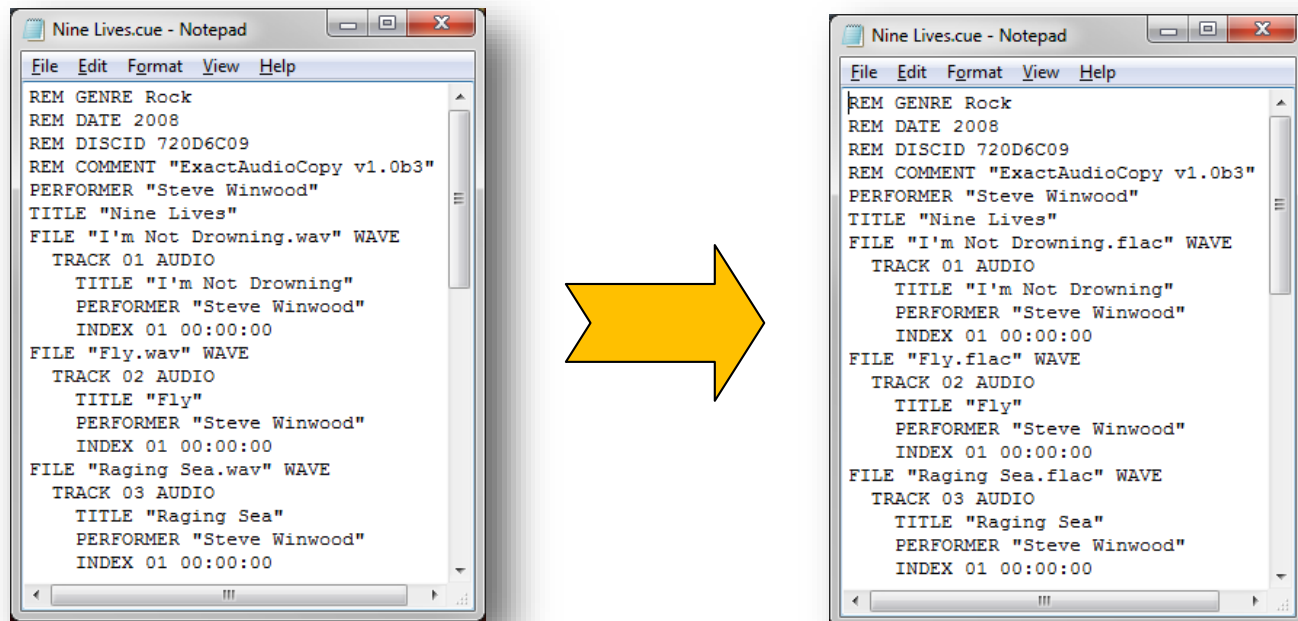 Nine Lives.cue - Notepad
File Edit Format View Help
REM GENRE Rock
REM DATE 2008
REM DISCID 720D6C09
REM COMMENT "ExactAudioCopy v1.0b3"
PERFORMER "Steve Winwood"
TITLE "Nine Lives"
FILE "I'm Not Drowning.wav" WAVE
  TRACK 01 AUDIO
    TITLE "I'm Not Drowning"
    PERFORMER "Steve Winwood"
    INDEX 01 00:00:00
FILE "Fly.wav" WAVE
  TRACK 02 AUDIO
    TITLE "Fly"
    PERFORMER "Steve Winwood"
    INDEX 01 00:00:00
FILE "Raging Sea.wav" WAVE
  TRACK 03 AUDIO
    TITLE "Raging Sea"
    PERFORMER "Steve Winwood"
    INDEX 01 00:00:00
Nine Lives.cue - Notepad
File Edit Format View Help
REM GENRE Rock
REM DATE 2008
REM DISCID 720D6C09
REM COMMENT "ExactAudioCopy v1.0b3"
PERFORMER "Steve Winwood"
TITLE "Nine Lives"
FILE "I'm Not Drowning.flac" WAVE
  TRACK 01 AUDIO
    TITLE "I'm Not Drowning"
    PERFORMER "Steve Winwood"
    INDEX 01 00:00:00
FILE "Fly.flac" WAVE
  TRACK 02 AUDIO
    TITLE "Fly"
    PERFORMER "Steve Winwood"
    INDEX 01 00:00:00
FILE "Raging Sea.flac" WAVE
  TRACK 03 AUDIO
    TITLE "Raging Sea"
    PERFORMER "Steve Winwood"
    INDEX 01 00:00:00